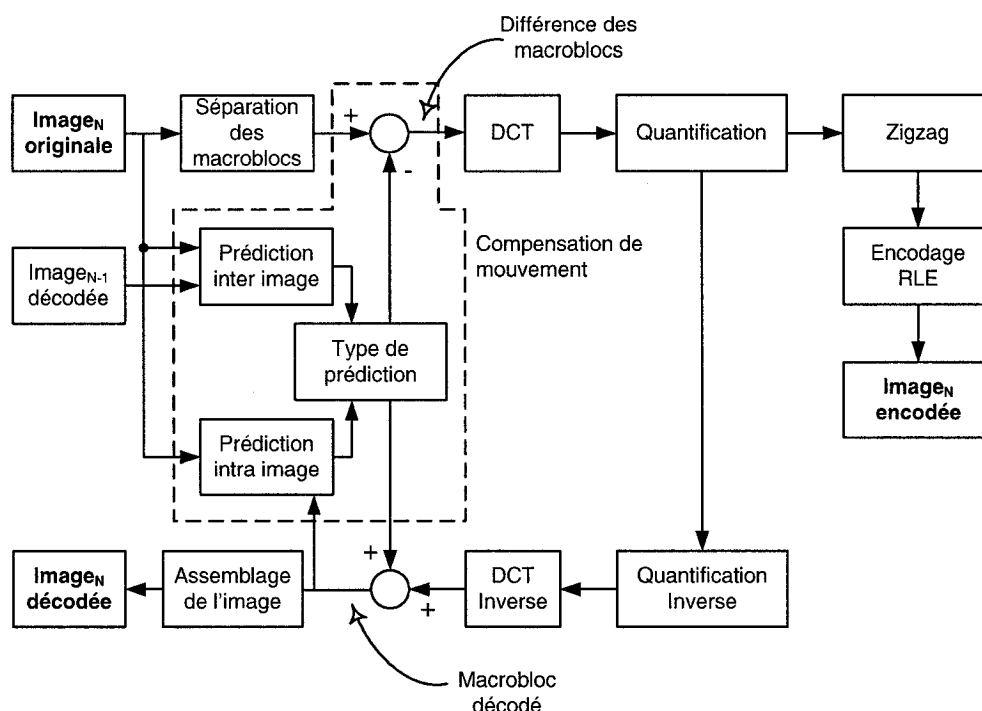 Différence des
macroblocs
Image_N
originale
Séparation
des
macroblocs
+
-
DCT
Quantification
Zigzag
Image_N-1
décodée
Prédiction
inter image
Compensation de
mouvement
Encodage
RLE
Type de
prédiction
Image_N
encodée
Prédiction
intra image
Image_N
décodée
Assemblage
de l'image
+
+
DCT
Inverse
Quantification
Inverse
Macrobloc
décodé